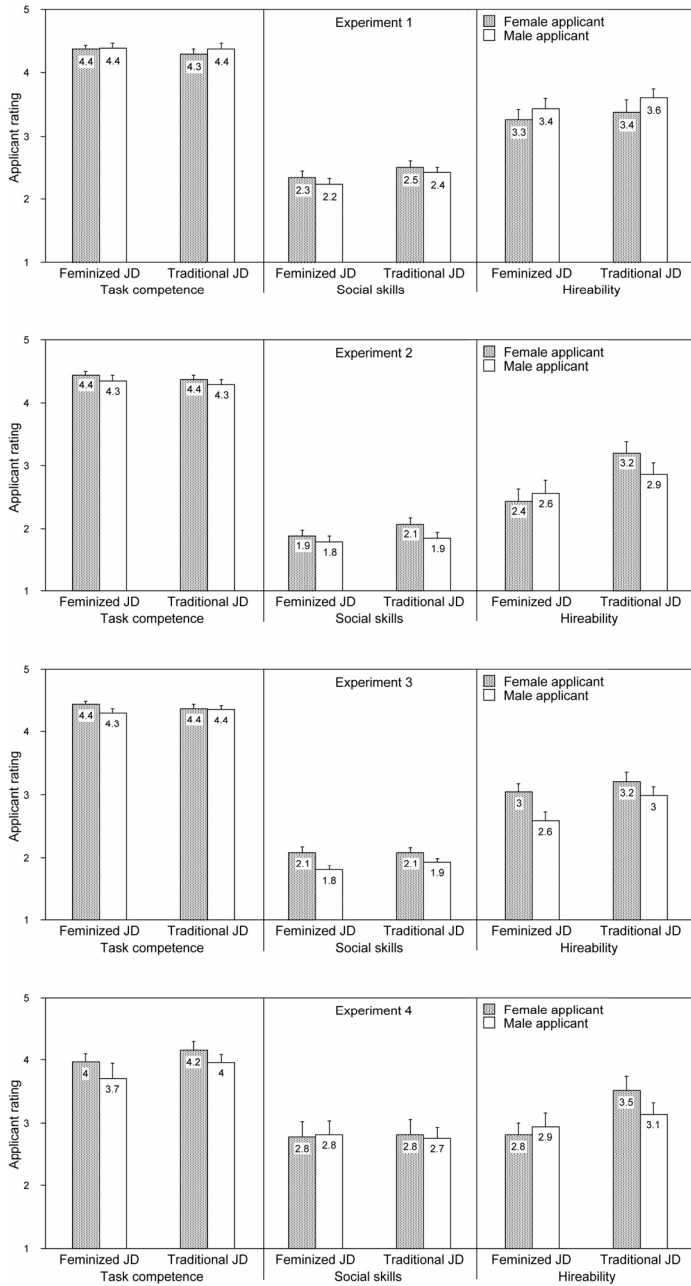 5
Experiment 1
Female applicant
Male applicant
4
3
2
1
Applicant rating
4.4 4.4 4.3 4.4 2.3 2.2 2.5 2.4 3.3 3.4 3.4 3.6
Feminized JD Traditional JD Feminized JD Traditional JD Feminized JD Traditional JD
Task competence Social skills Hireability
5
Experiment 2
Female applicant
Male applicant
4
3
2
1
Applicant rating
4.4 4.3 4.4 4.3 1.9 1.8 2.1 1.9 2.4 2.6 3.2 2.9
Feminized JD Traditional JD Feminized JD Traditional JD Feminized JD Traditional JD
Task competence Social skills Hireability
5
Experiment 3
Female applicant
Male applicant
4
3
2
1
Applicant rating
4.4 4.3 4.4 4.4 2.1 1.8 2.1 1.9 3 2.6 3.2 3
Feminized JD Traditional JD Feminized JD Traditional JD Feminized JD Traditional JD
Task competence Social skills Hireability
5
Experiment 4
Female applicant
Male applicant
4
3
2
1
Applicant rating
4 3.7 4.2 4 2.8 2.8 2.8 2.7 2.8 2.9 3.5 3.1
Feminized JD Traditional JD Feminized JD Traditional JD Feminized JD Traditional JD
Task competence Social skills Hireability